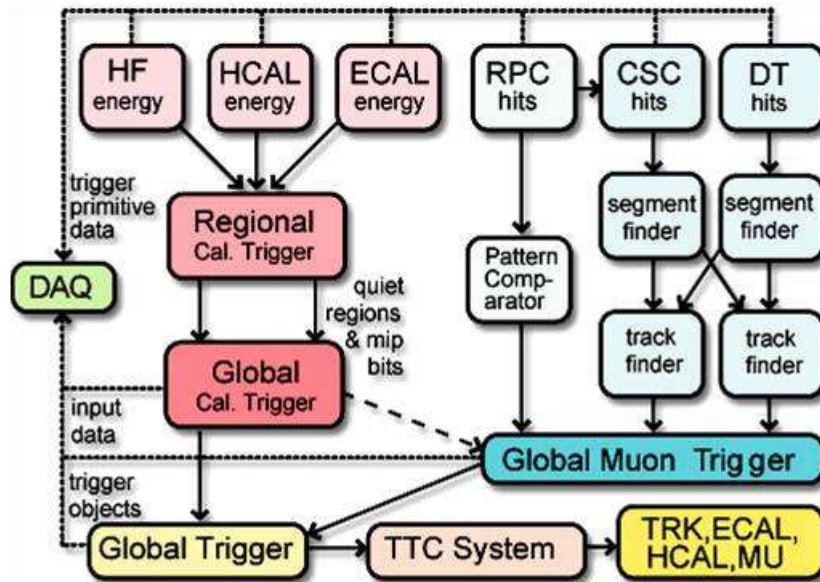 HF
energy
HCAL
energy
ECAL
energy
RPC
hits
CSC
hits
DT
hits
trigger
primitive
data
Regional
Cal. Trigger
segment
finder
segment
finder
DAQ
quiet
regions
& mip
bits
Pattern
Comp-
arator
Global
Cal. Trigger
track
finder
track
finder
input
data
Global Muon Trigger
trigger
objects
Global Trigger
TTC System
TRK,ECAL,
HCAL,MU